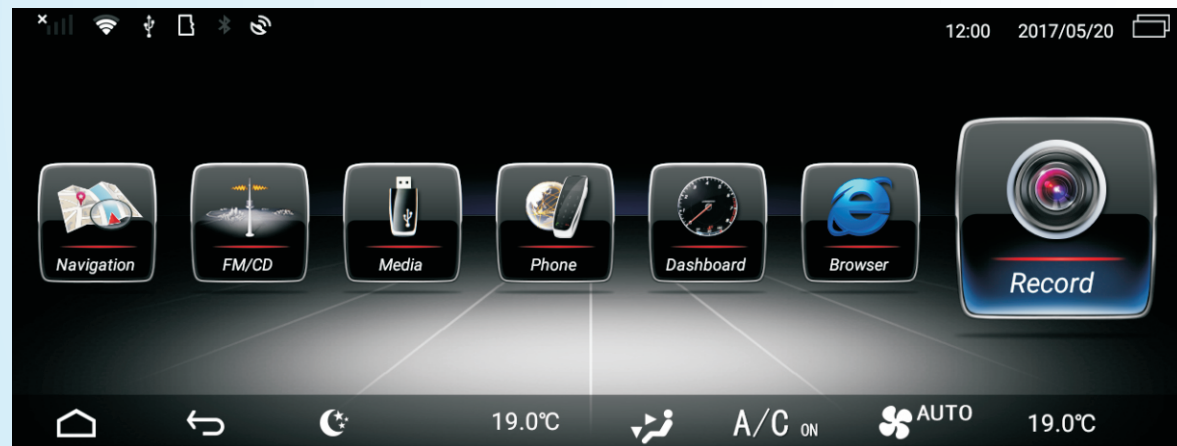 12:00 2017/05/20
Navigation FM/CD Media Phone Dashboard Browser Record
19.0℃ A/C ON AUTO 19.0℃